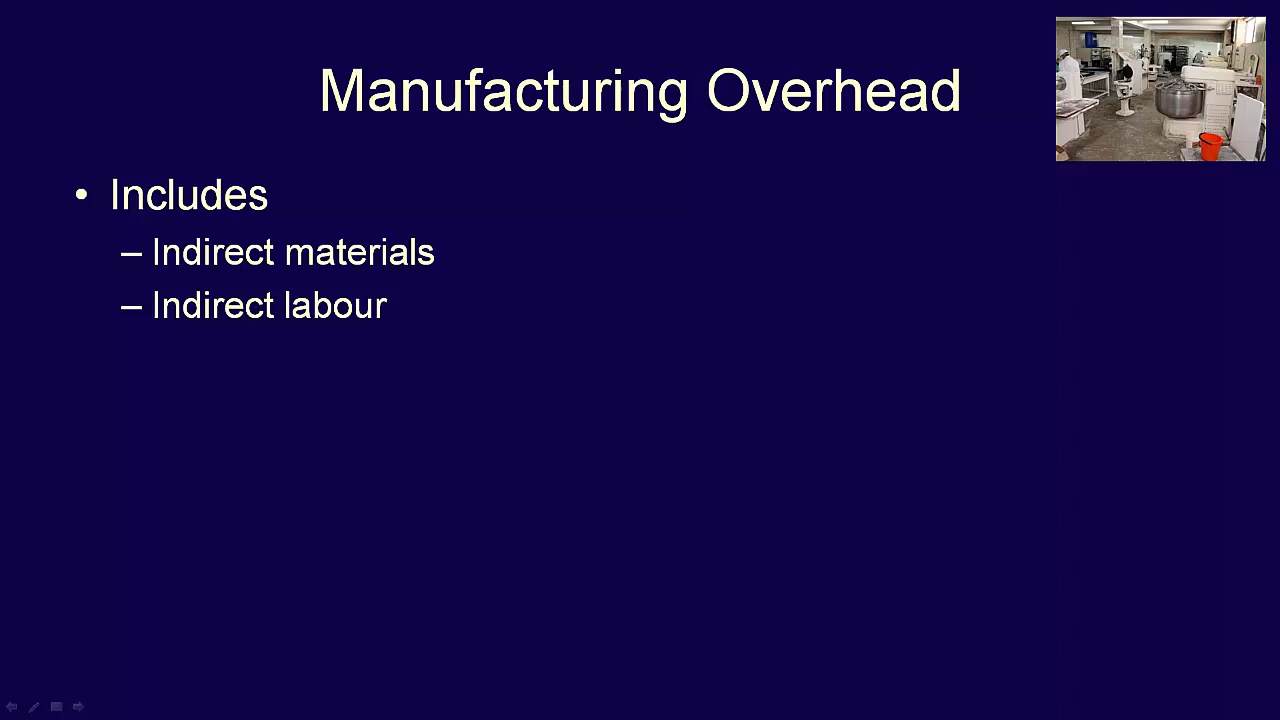 Manufacturing Overhead
• Includes
– Indirect materials
– Indirect labour